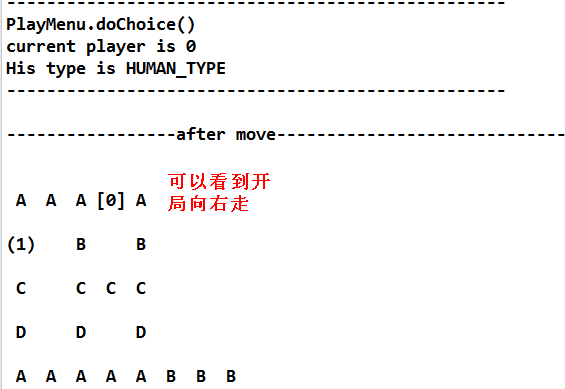 --------------------------------------------------
PlayMenu.doChoice()
current player is 0
His type is HUMAN_TYPE
--------------------------------------------------
-----------------after move-----------------------------
可以看到开
局向右走
A A A [0] A
(1) B B
C C C C
D D D
A A A A A B B B